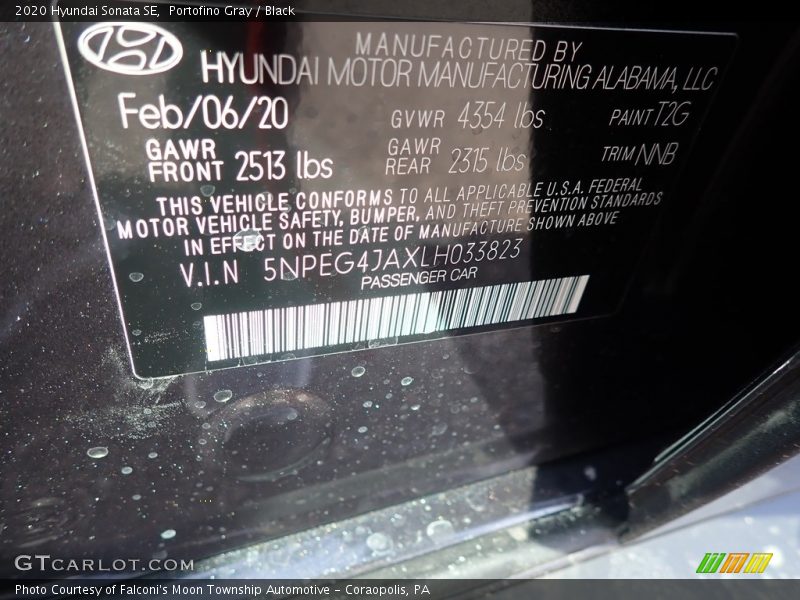 2020 Hyundai Sonata SE, Portofino Gray / Black
MANUFACTURED BY
HYUNDAI MOTOR MANUFACTURING ALABAMA, LLC
Feb/06/20 GVWR 4354 lbs PAINT T2G
GAWR FRONT 2513 lbs GAWR REAR 2315 lbs TRIM NNB
THIS VEHICLE CONFORMS TO ALL APPLICABLE U.S.A. FEDERAL
MOTOR VEHICLE SAFETY, BUMPER, AND THEFT PREVENTION STANDARDS
IN EFFECT ON THE DATE OF MANUFACTURE SHOWN ABOVE
V.I.N 5NPEG4JAXLH033823
PASSENGER CAR
GTCARLOT.COM
Photo Courtesy of Falconi's Moon Township Automotive – Coraopolis, PA